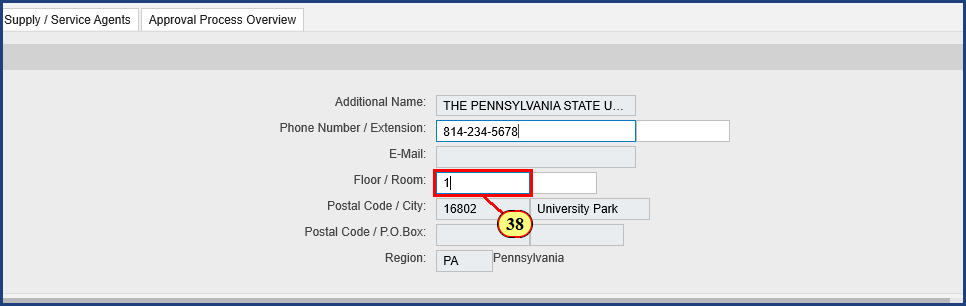 Supply / Service Agents Approval Process Overview
Additional Name: THE PENNSYLVANIA STATE U...
Phone Number / Extension: 814-234-5678
E-Mail:
Floor / Room: 1
Postal Code / City: 16802 University Park
38
Postal Code / P.O.Box:
Region: PA Pennsylvania